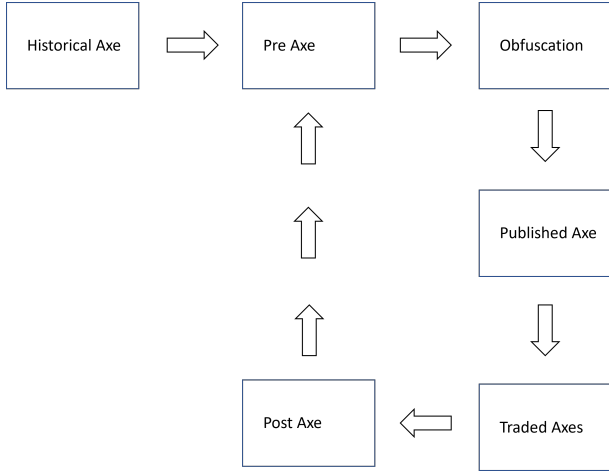 Historical Axe
Pre Axe
Obfuscation
Published Axe
Post Axe
Traded Axes